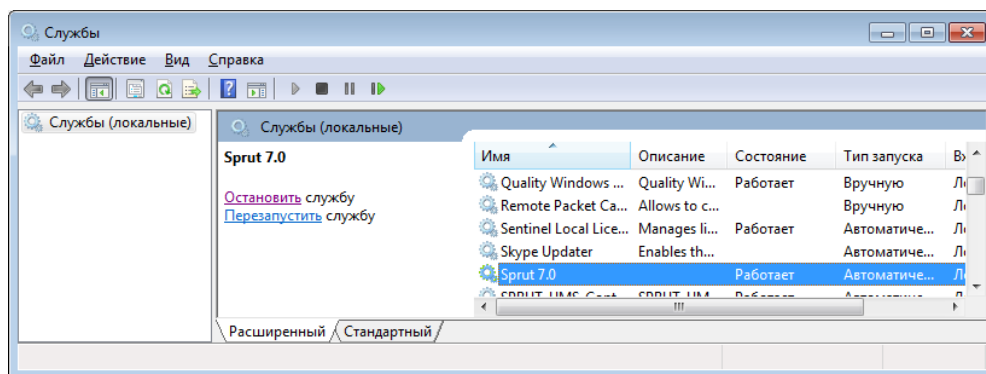 Службы
Файл Действие Вид Справка
Службы (локальные)
Службы (локальные)
Sprut 7.0
Остановить службу
Перезапустить службу
Имя Описание Состояние Тип запуска
Quality Windows ... Quality Wi... Работает Вручную
Remote Packet Ca... Allows to c... Вручную
Sentinel Local Lice... Manages li... Работает Автоматиче...
Skype Updater Enables th... Автоматиче...
Sprut 7.0 Работает Автоматиче...
Расширенный Стандартный